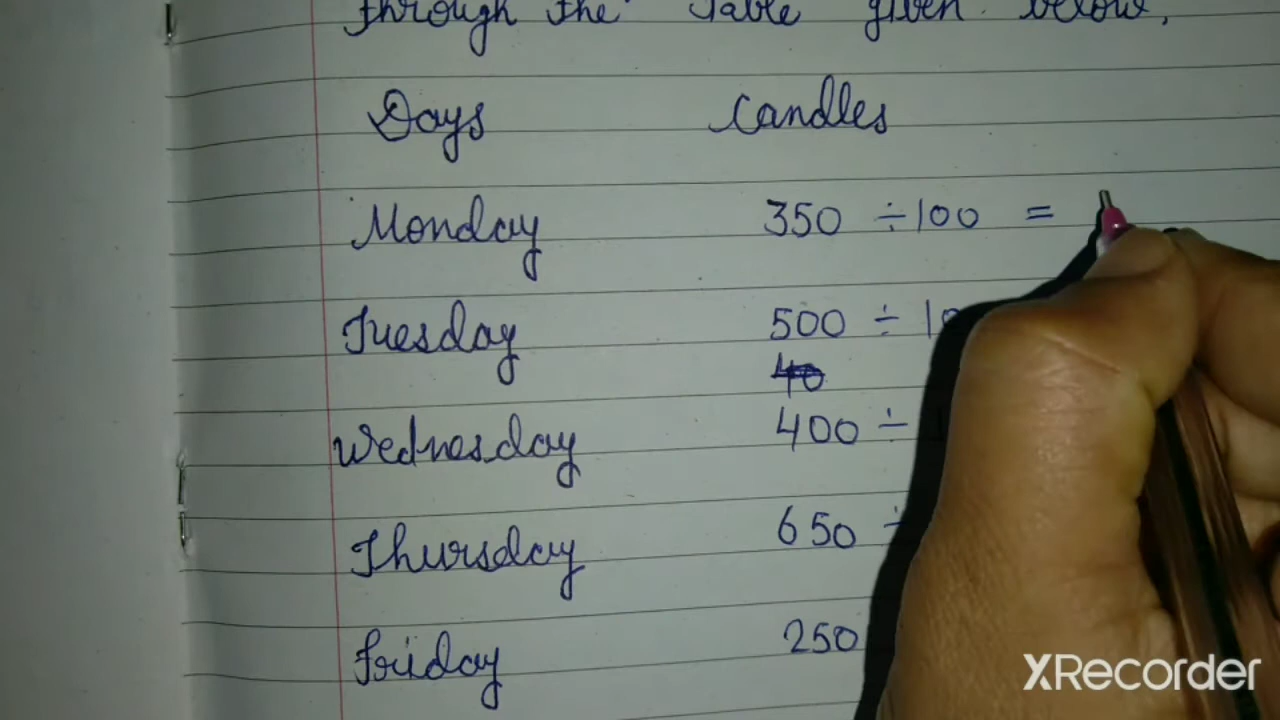 through the Table given below.
Days Candles
Monday 350 ÷ 100 =
Tuesday 500 ÷ 10
40
Wednesday 400 ÷
Thursday 650 ÷
Friday 250
XRecorder